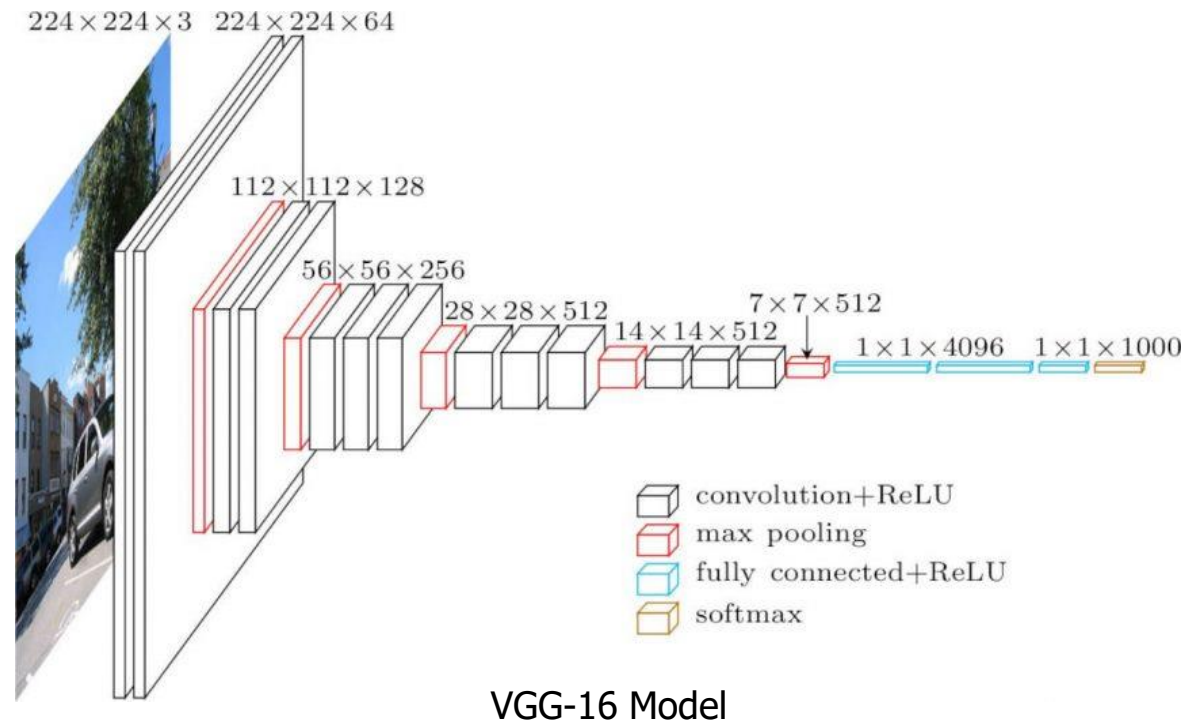 224×224×3
224×224×64
112×112×128
56×56×256
28×28×512
14×14×512
7×7×512
1×1×4096
1×1×1000
convolution+ReLU
max pooling
fully connected+ReLU
softmax
VGG-16 Model